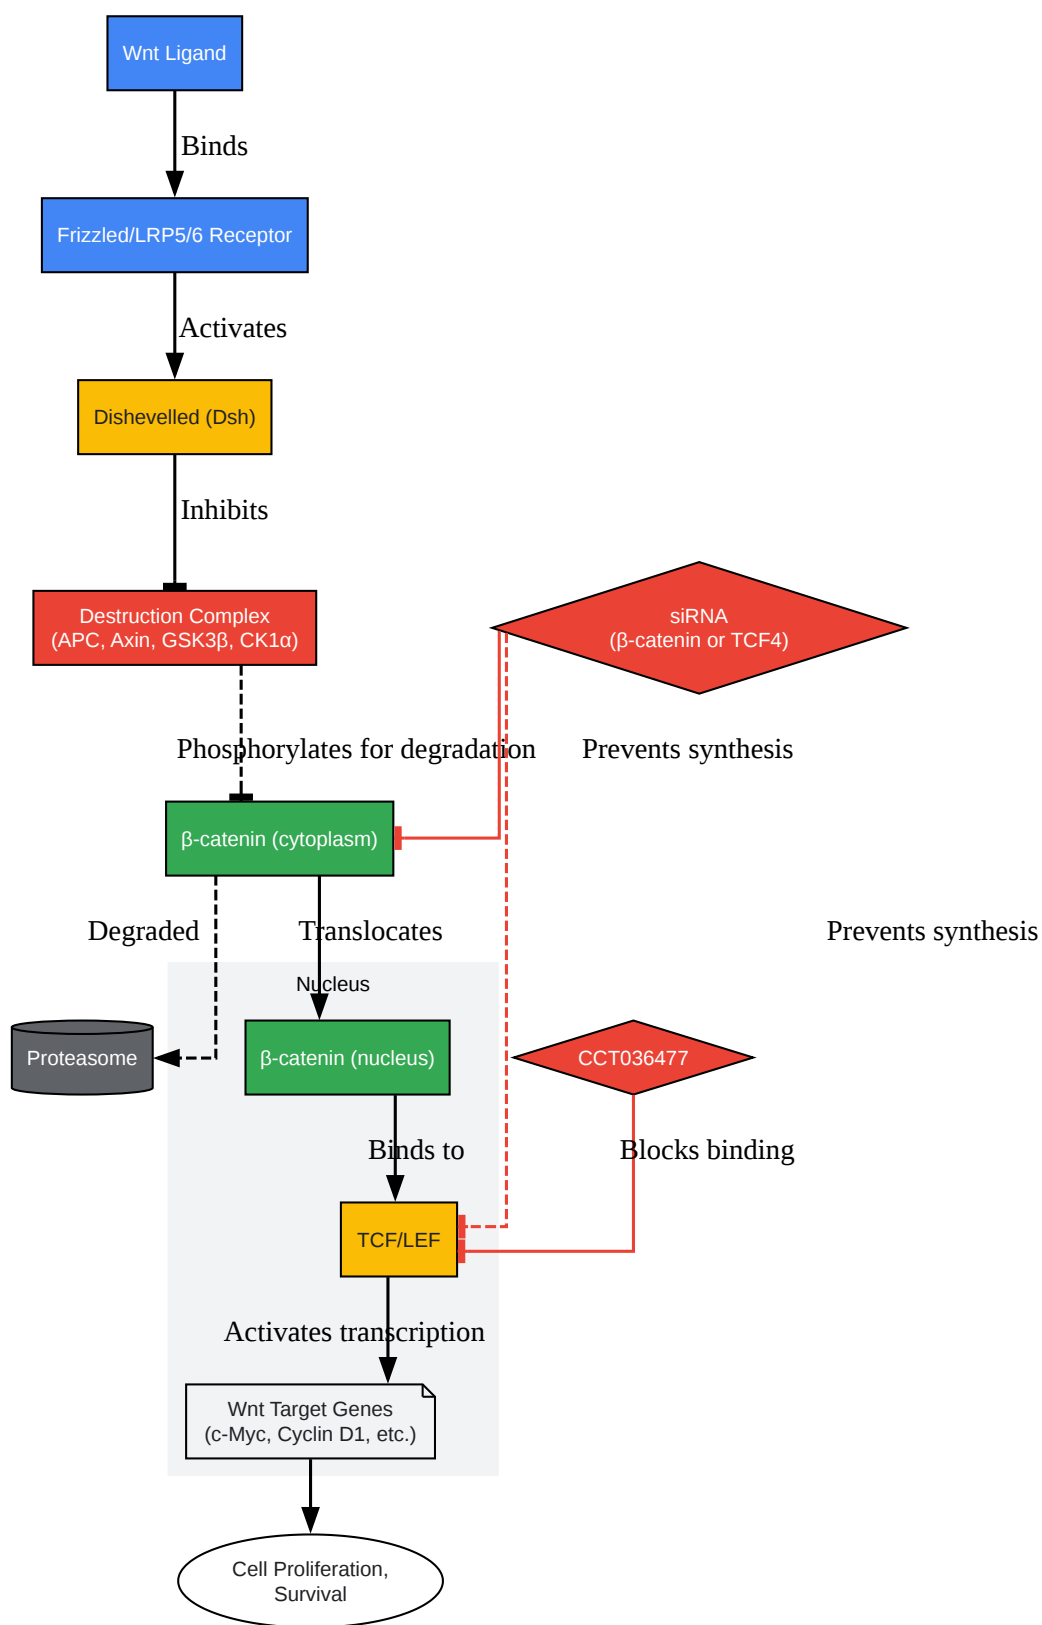 Wnt Ligand
Binds
Frizzled/LRP5/6 Receptor
Activates
Dishevelled (Dsh)
Inhibits
Destruction Complex
(APC, Axin, GSK3β, CK1α)
siRNA
(β-catenin or TCF4)
Phosphorylates for degradation
Prevents synthesis
β-catenin (cytoplasm)
Degraded
Translocates
Prevents synthesis
Nucleus
Proteasome
β-catenin (nucleus)
CCT036477
Binds to
Blocks binding
TCF/LEF
Activates transcription
Wnt Target Genes
(c-Myc, Cyclin D1, etc.)
Cell Proliferation,
Survival